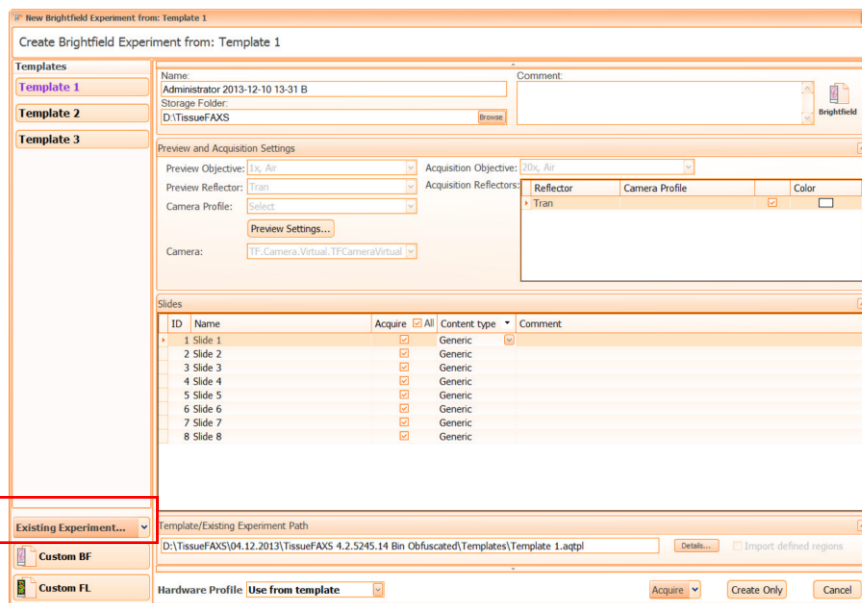 New Brightfield Experiment from: Template 1
Create Brightfield Experiment from: Template 1
Templates
Template 1
Template 2
Template 3
Existing Experiment...
Custom BF
Custom FL
Name:
Administrator 2013-12-10 13-31 B
Storage Folder:
D:\TissueFAXS
Browse
Comment:
Brightfield
Preview and Acquisition Settings
Preview Objective: 1x, Air
Preview Reflector: Tran
Camera Profile: Select
Preview Settings...
Camera: TF.Camera.Virtual.TFCameraVirtual
Acquisition Objective: 20x, Air
Acquisition Reflectors:
Reflector Camera Profile Color
Tran
Slides
ID Name Acquire All Content type Comment
1 Slide 1 Generic
2 Slide 2 Generic
3 Slide 3 Generic
4 Slide 4 Generic
5 Slide 5 Generic
6 Slide 6 Generic
7 Slide 7 Generic
8 Slide 8 Generic
Template/Existing Experiment Path
D:\TissueFAXS\04.12.2013\TissueFAXS 4.2.5245.14 Bin Obfuscated\Templates\Template 1.aqtpl
Details...
Import defined regions
Hardware Profile Use from template
Acquire
Create Only
Cancel